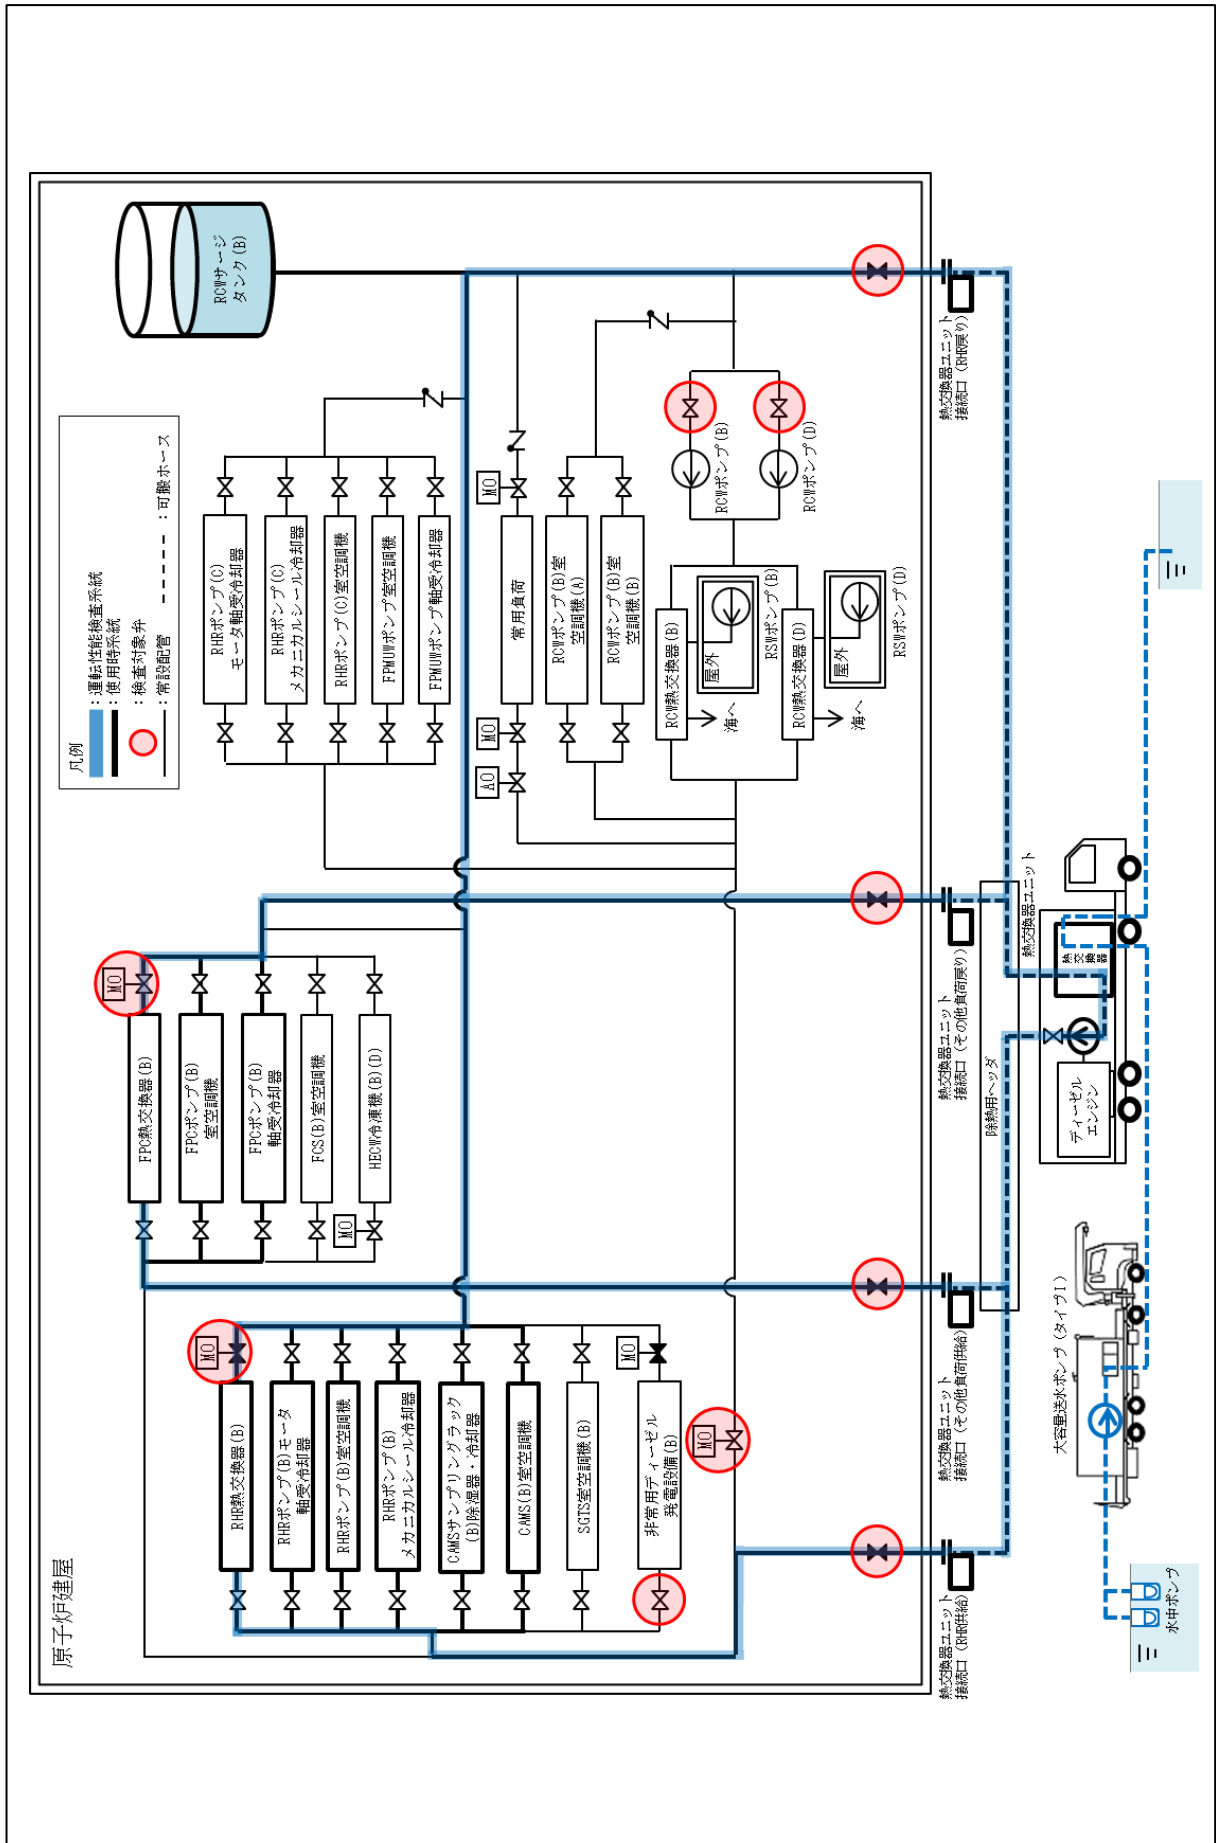 原子炉建屋
RHR熱交換器(B)
RHRポンプ(B)モータ
軸受冷却器
RHRポンプ(B)室空調機
RHRポンプ(B)
メカニカルシール冷却器
CAMSサンプリングラック
(B)除湿器・冷却器
CAMS(B)室空調機
SGTS室空調機(B)
非常用ディーゼル
発電設備(B)
MO
MO
MO
FPC熱交換器(B)
FPCポンプ(B)
室空調機
FPCポンプ(B)
軸受冷却器
FCS(B)室空調機
HECW冷凍機(B)(D)
MO
MO
凡例
：運転性能検査系統
：使用時系統
：検査対象弁
：常設配管
：可搬ホース
RHRポンプ(C)
モータ軸受冷却器
RHRポンプ(C)
メカニカルシール冷却器
RHRポンプ(C)室空調機
FPMUWポンプ室空調機
FPMUWポンプ軸受冷却器
RCWサージ
タンク(B)
AO
MO
常用負荷
MO
RCWポンプ(B)室
空調機(A)
RCWポンプ(B)室
空調機(B)
RCW熱交換器(B)
海へ
屋外
RSWポンプ(B)
RCW熱交換器(D)
海へ
屋外
RSWポンプ(D)
RCWポンプ(B)
RCWポンプ(D)
熱交換器ユニット
接続口（RHR供給）
熱交換器ユニット
接続口（その他負荷供給）
熱交換器ユニット
接続口（その他負荷戻り）
熱交換器ユニット
接続口（RHR戻り）
除熱用ヘッダ
熱交換器ユニット
ディーゼル
エンジン
熱交
換器
大容量送水ポンプ（タイプⅠ）
水中ポンプ